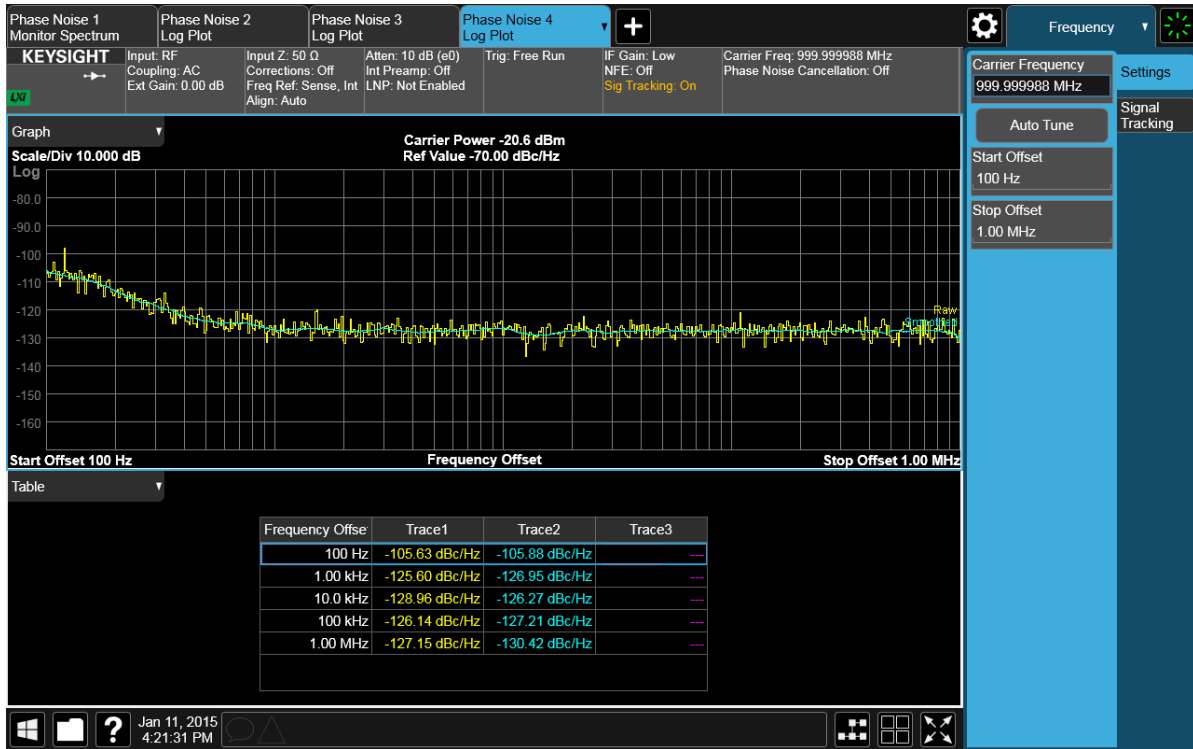 Phase Noise 1
Monitor Spectrum
Phase Noise 2
Log Plot
Phase Noise 3
Log Plot
Phase Noise 4
Log Plot
Frequency
KEYSIGHT
LXI
Input: RF
Coupling: AC
Ext Gain: 0.00 dB
Input Z: 50 Ω
Corrections: Off
Freq Ref: Sense, Int
Align: Auto
Atten: 10 dB (e0)
Int Preamp: Off
LNP: Not Enabled
Trig: Free Run
IF Gain: Low
NFE: Off
Sig Tracking: On
Carrier Freq: 999.999988 MHz
Phase Noise Cancellation: Off
Carrier Frequency
999.999988 MHz
Auto Tune
Start Offset
100 Hz
Stop Offset
1.00 MHz
Settings
Signal
Tracking
Graph
Scale/Div 10.000 dB
Carrier Power -20.6 dBm
Ref Value -70.00 dBc/Hz
Log
-80.0
-90.0
-100
-110
-120
-130
-140
-150
-160
Raw
Smoothed
Start Offset 100 Hz
Frequency Offset
Stop Offset 1.00 MHz
Table
Frequency Offse Trace1 Trace2 Trace3
100 Hz -105.63 dBc/Hz -105.88 dBc/Hz ---
1.00 kHz -125.60 dBc/Hz -126.95 dBc/Hz ---
10.0 kHz -128.96 dBc/Hz -126.27 dBc/Hz ---
100 kHz -126.14 dBc/Hz -127.21 dBc/Hz ---
1.00 MHz -127.15 dBc/Hz -130.42 dBc/Hz ---
?
Jan 11, 2015
4:21:31 PM